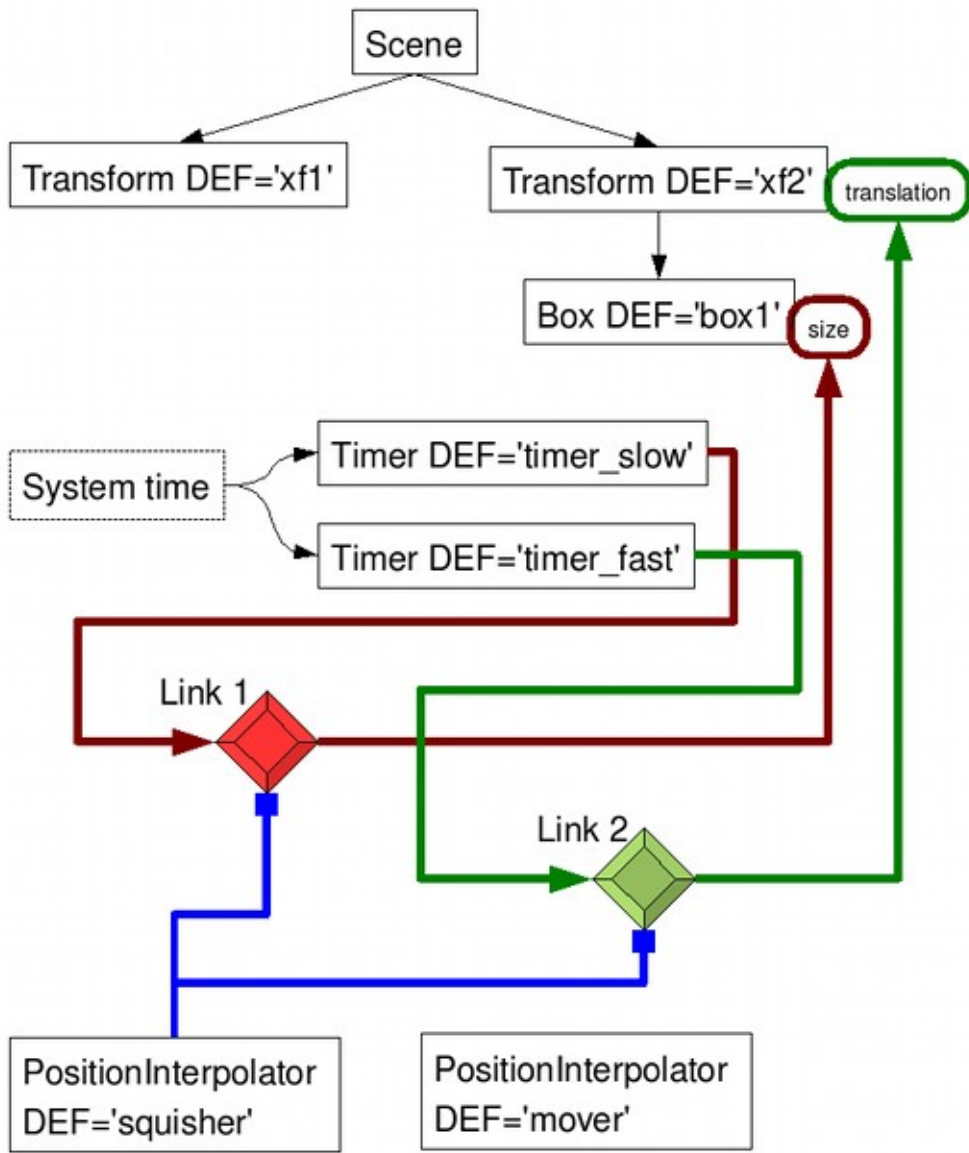 Scene
Transform DEF='xf1'
Transform DEF='xf2'
translation
Box DEF='box1'
size
System time
Timer DEF='timer_slow'
Timer DEF='timer_fast'
Link 1
Link 2
PositionInterpolator
DEF='squisher'
PositionInterpolator
DEF='mover'